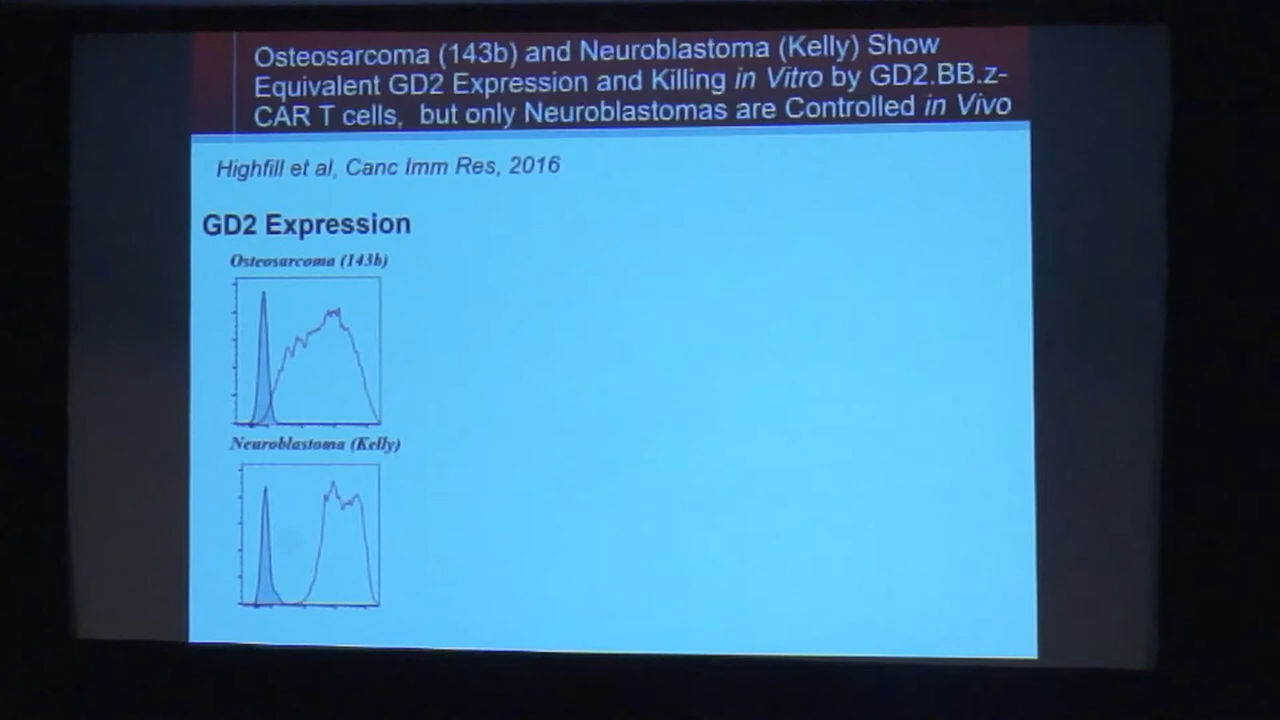 Osteosarcoma (143b) and Neuroblastoma (Kelly) Show
Equivalent GD2 Expression and Killing in Vitro by GD2.BB.z-
CAR T cells, but only Neuroblastomas are Controlled in Vivo
Highfill et al, Canc Imm Res, 2016
GD2 Expression
Osteosarcoma (143b)
Neuroblastoma (Kelly)